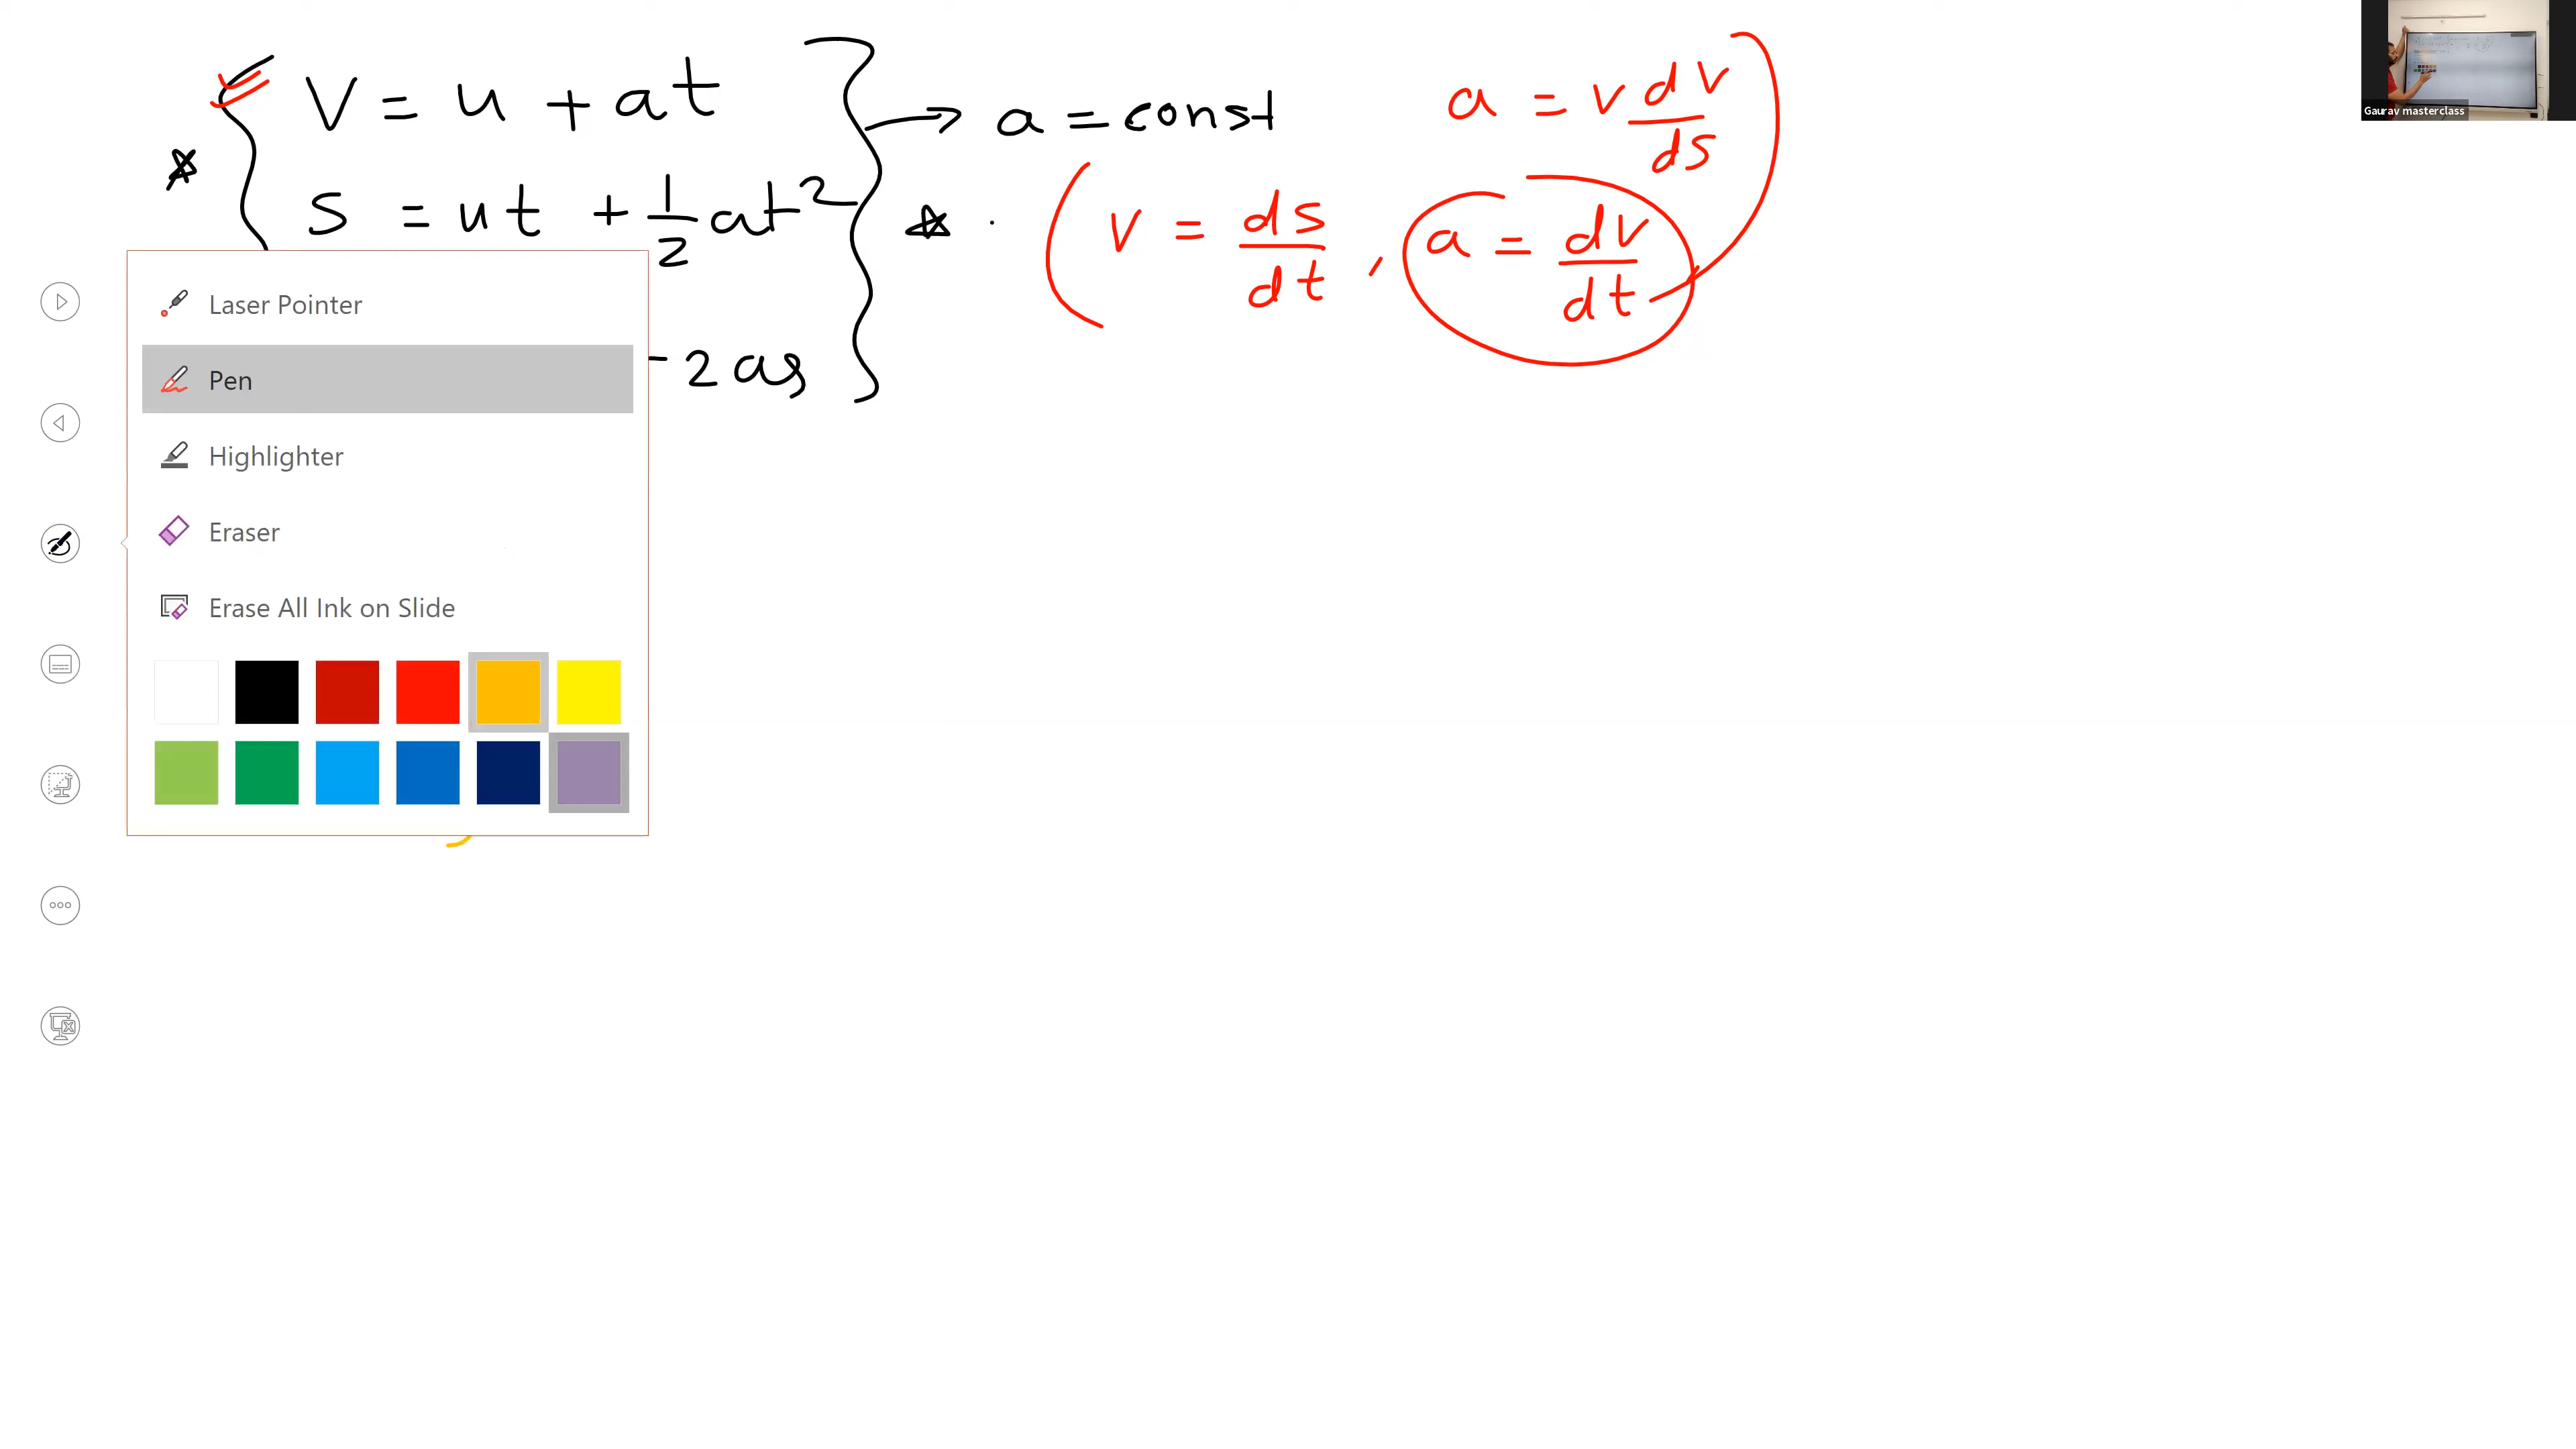 V = u + at
→ a = const
a = v dv/ds
s = ut + 1/2 at²
V = ds/dt , a = dv/dt
2as
Laser Pointer
Pen
Highlighter
Eraser
Erase All Ink on Slide
Gaurav masterclass